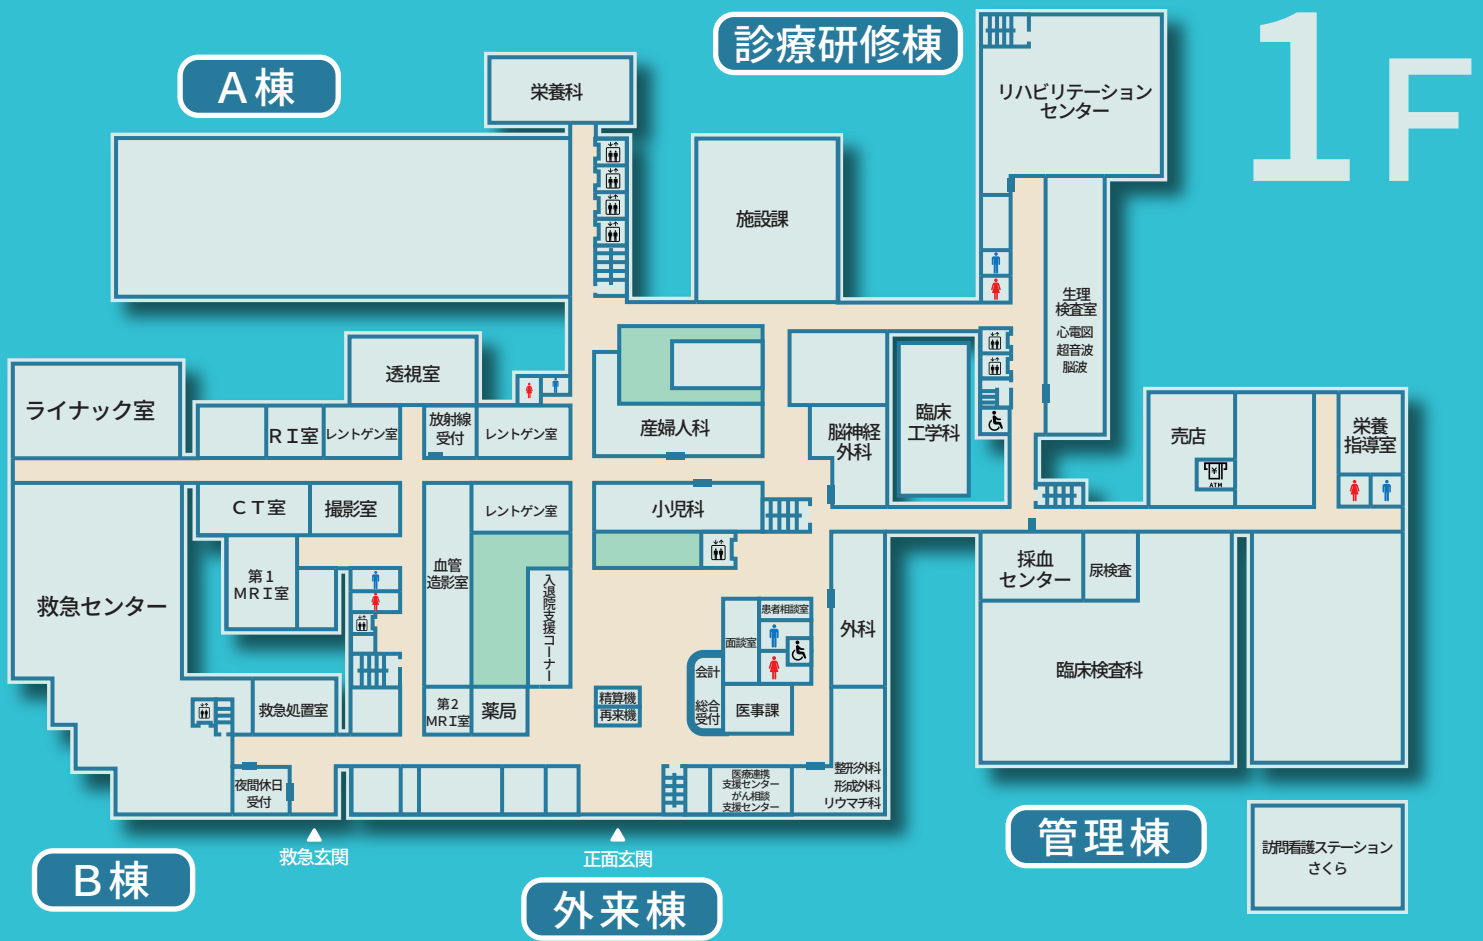 1F
診療研修棟
A棟
栄養科
リハビリテーション
センター
施設課
生理
検査室
心電図
超音波
脳波
透視室
ライナック室
RI室
レントゲン室
放射線
受付
レントゲン室
産婦人科
脳神経
外科
臨床
工学科
売店
ATM
栄養
指導室
CT室
撮影室
レントゲン室
小児科
血管
造影室
第1
MRI室
入退院支援コーナー
採血
センター
尿検査
救急センター
患者相談室
面談室
外科
会計
総合
受付
医事課
臨床検査科
救急処置室
第2
MRI室
薬局
精算機
再来機
夜間休日
受付
医療連携
支援センター
がん相談
支援センター
整形外科
形成外科
リウマチ科
救急玄関
正面玄関
管理棟
訪問看護ステーション
さくら
B棟
外来棟